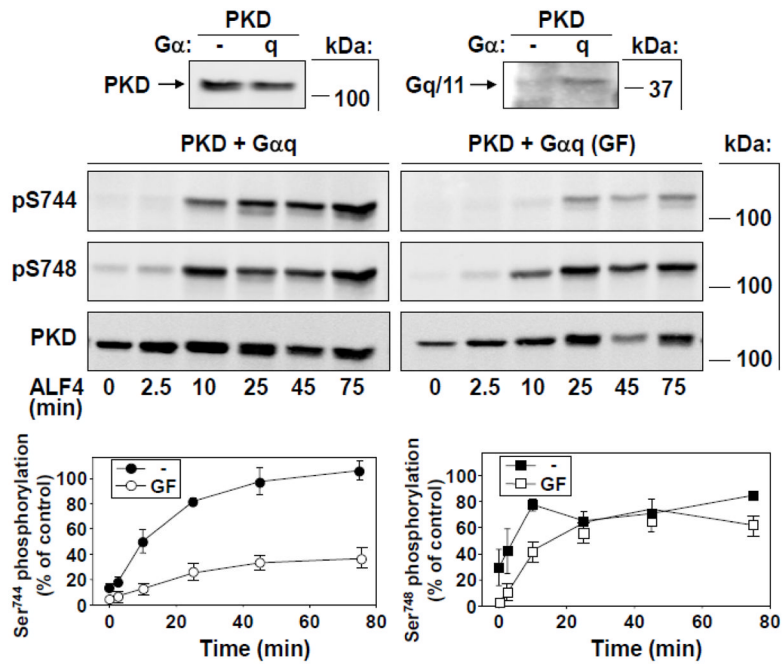 PKD PKD
Gα: - q kDa: Gα: - q kDa:
PKD → — 100 Gq/11 → — 37
PKD + Gαq PKD + Gαq (GF) kDa:
pS744 — 100
pS748 — 100
PKD — 100
ALF4 0 2.5 10 25 45 75 0 2.5 10 25 45 75
(min)
Ser744 phosphorylation
(% of control)
100
80
60
40
20
0
-
GF
0 20 40 60 80
Time (min)
Ser748 phosphorylation
(% of control)
100
80
60
40
20
0
-
GF
0 20 40 60 80
Time (min)